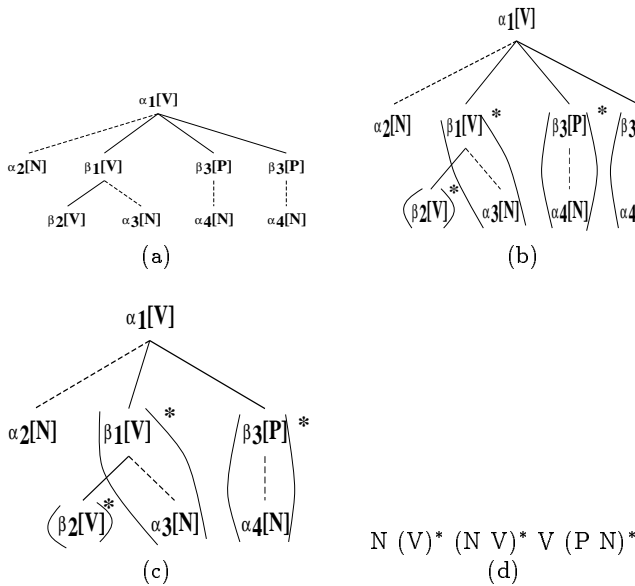 α1[V]
α2[N] β1[V] β3[P] β3[P]
β2[V] α3[N] α4[N] α4[N]
(a)
α1[V]
α2[N] β1[V] * β3[P] * β3
β2[V] * α3[N] α4[N] α4
(b)
α1[V]
α2[N] β1[V] * β3[P] *
β2[V] * α3[N] α4[N]
(c)
N (V)* (N V)* V (P N)*
(d)